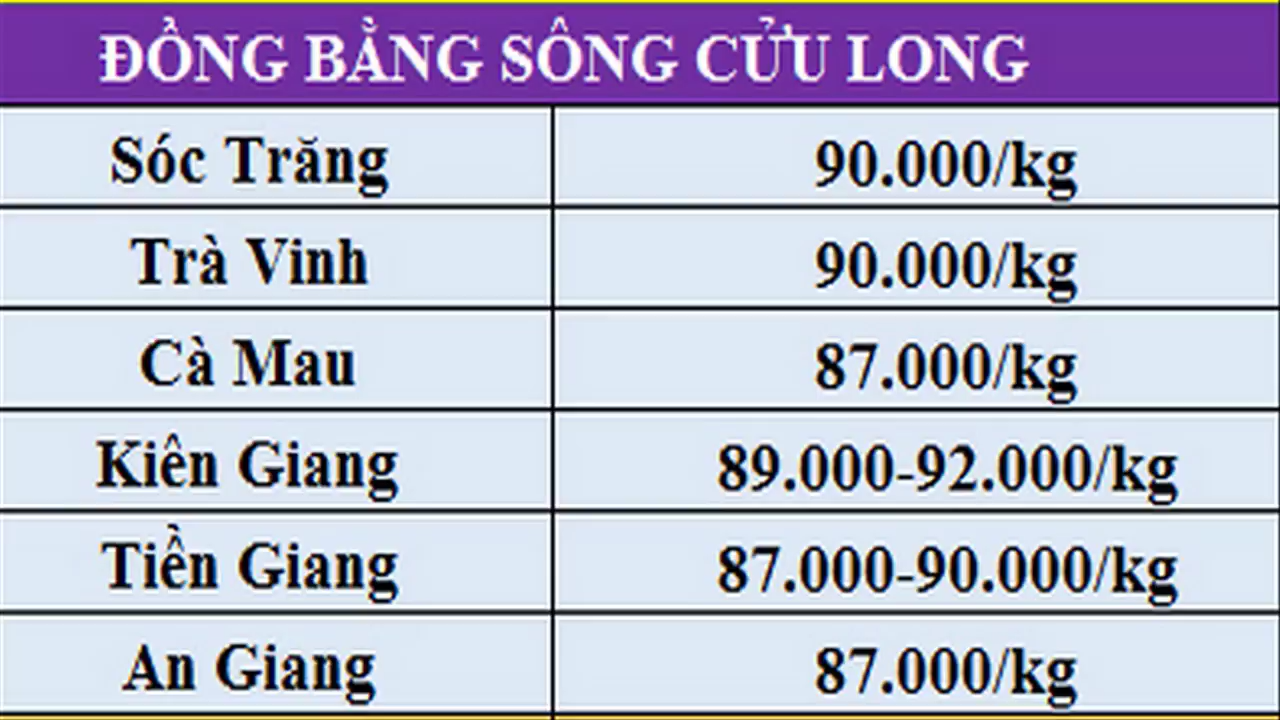 ĐỒNG BẰNG SÔNG CỬU LONG
Sóc Trăng 90.000/kg
Trà Vinh 90.000/kg
Cà Mau 87.000/kg
Kiên Giang 89.000-92.000/kg
Tiền Giang 87.000-90.000/kg
An Giang 87.000/kg